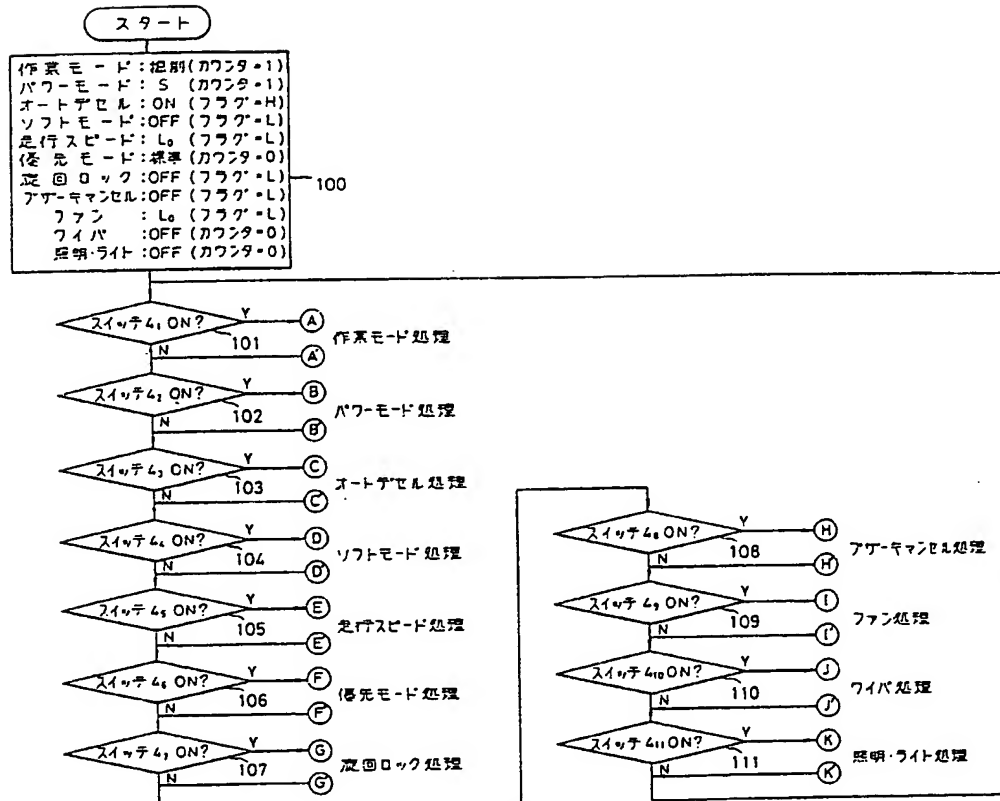 スタート
作業モード:掘削(カウンタ=1)
パワーモード: S (カウンタ=1)
オートデセル:ON (フラグ=H)
ソフトモード:OFF (フラグ=L)
走行スピード: Lo (フラグ=L)
優先モード:標準(カウンタ=0)
旋回ロック:OFF (フラグ=L)
ブザーキャンセル:OFF (フラグ=L)
ファン : Lo (フラグ=L)
ワイパ :OFF (カウンタ=0)
照明・ライト:OFF (カウンタ=0)
100
スイッチ4₁ ON?
Y
A
101
作業モード処理
N
A'
スイッチ4₂ ON?
Y
B
102
パワーモード処理
N
B'
スイッチ4₃ ON?
Y
C
103
オートデセル処理
N
C'
スイッチ4₄ ON?
Y
D
104
ソフトモード処理
N
D'
スイッチ4₅ ON?
Y
E
105
走行スピード処理
N
E'
スイッチ4₆ ON?
Y
F
106
優先モード処理
N
F'
スイッチ4₇ ON?
Y
G
107
旋回ロック処理
N
G'
スイッチ4₈ ON?
Y
H
108
ブザーキャンセル処理
N
H'
スイッチ4₉ ON?
Y
I
109
ファン処理
N
I'
スイッチ4₁₀ ON?
Y
J
110
ワイパ処理
N
J'
スイッチ4₁₁ ON?
Y
K
111
照明・ライト処理
N
K'